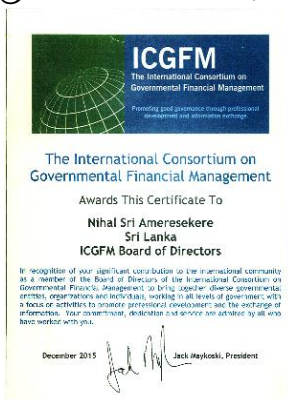 ICGFM
The International Consortium on
Governmental Financial Management
Promoting good governance through professional
development and information exchange.
The International Consortium on
Governmental Financial Management
Awards This Certificate To
Nihal Sri Ameresekere
Sri Lanka
ICGFM Board of Directors
In recognition of your significant contribution to the international community
as a member of the Board of Directors of the International Consortium on
Governmental Financial Management to bring together diverse governmental
entities, organizations and individuals, working in all levels of government with
a focus on activities to promote professional development and the exchange of
information. Your commitment, dedication and service are admired by all who
have worked with you.
December 2015
Jack Maykoski, President